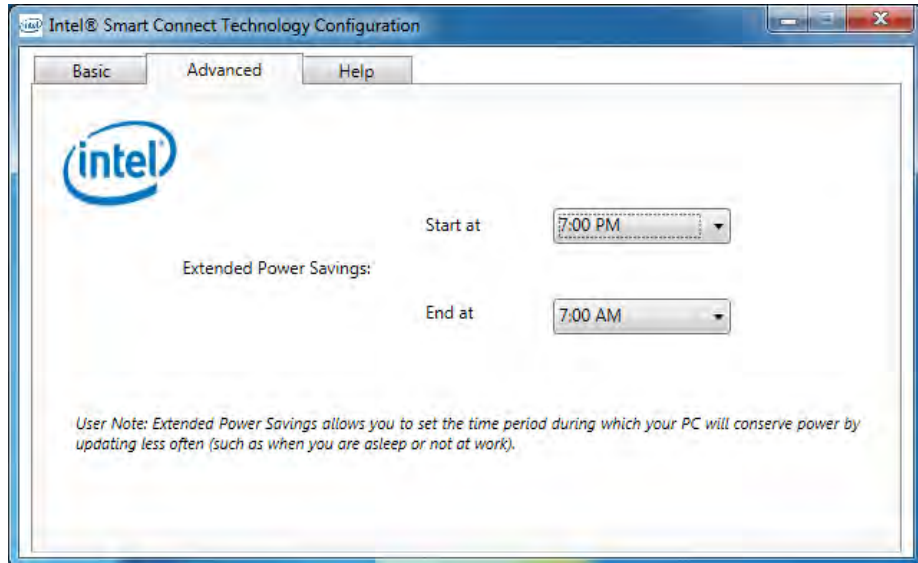 Intel® Smart Connect Technology Configuration
Basic Advanced Help
intel
Start at 7:00 PM
Extended Power Savings:
End at 7:00 AM
User Note: Extended Power Savings allows you to set the time period during which your PC will conserve power by
updating less often (such as when you are asleep or not at work).